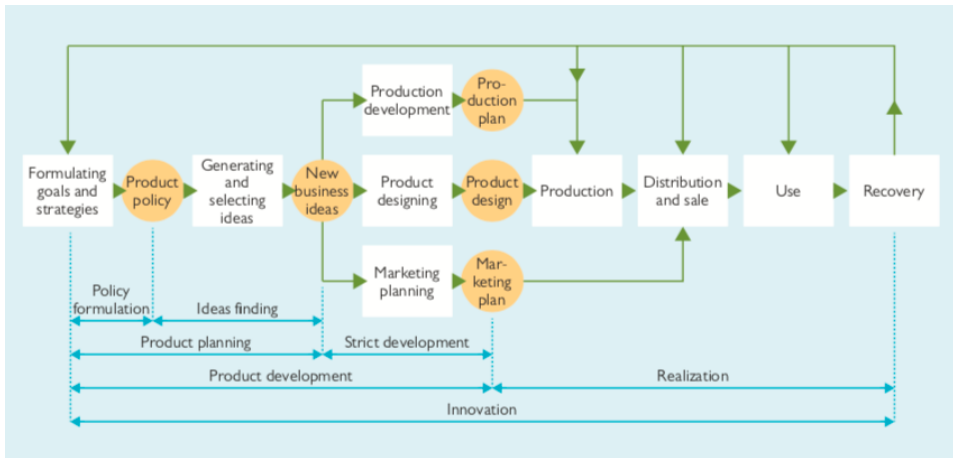 Production
development
Pro-
duction
plan
Formulating
goals and
strategies
Product
policy
Generating
and
selecting
ideas
New
business
ideas
Product
designing
Product
design
Production
Distribution
and sale
Use
Recovery
Marketing
planning
Mar-
keting
plan
Policy
formulation
Ideas finding
Product planning
Strict development
Product development
Realization
Innovation